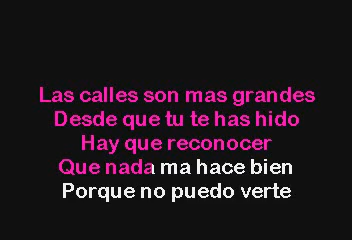 Las calles son mas grandes
Desde que tu te has hido
Hay que reconocer
Que nada ma hace bien
Porque no puedo verte